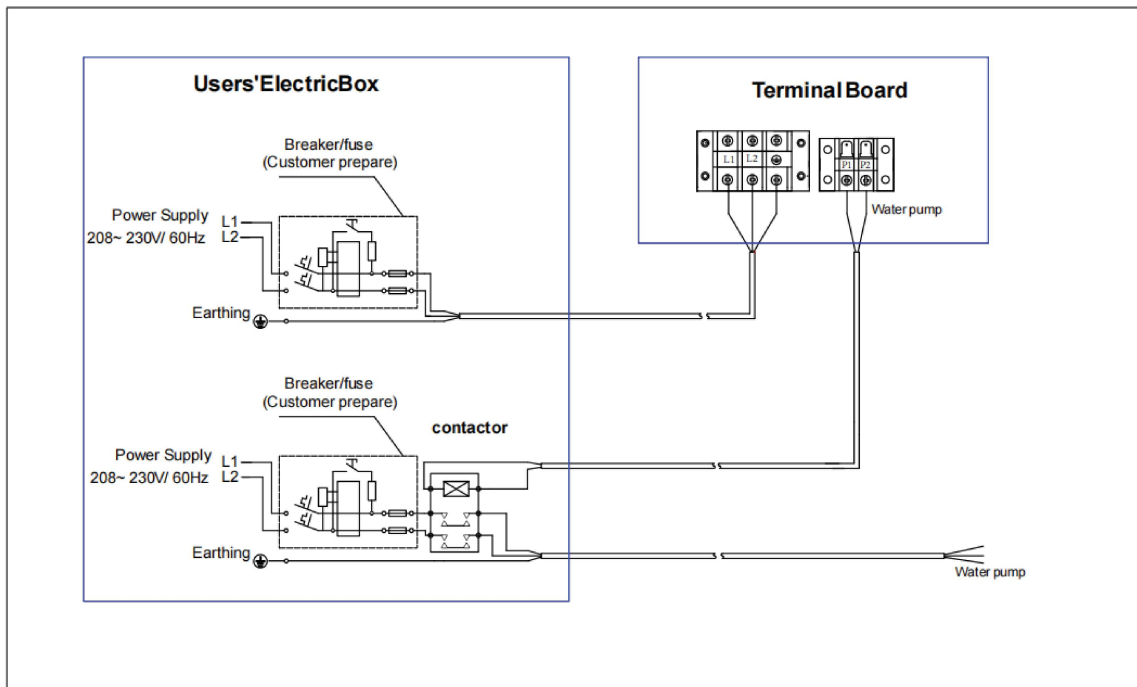 Users'ElectricBox
Terminal Board
Breaker/fuse
(Customer prepare)
L1 L2
P1 P2
Water pump
Power Supply L1
208~ 230V/ 60Hz L2
Earthing
Breaker/fuse
(Customer prepare)
contactor
Power Supply L1
208~ 230V/ 60Hz L2
Earthing
Water pump